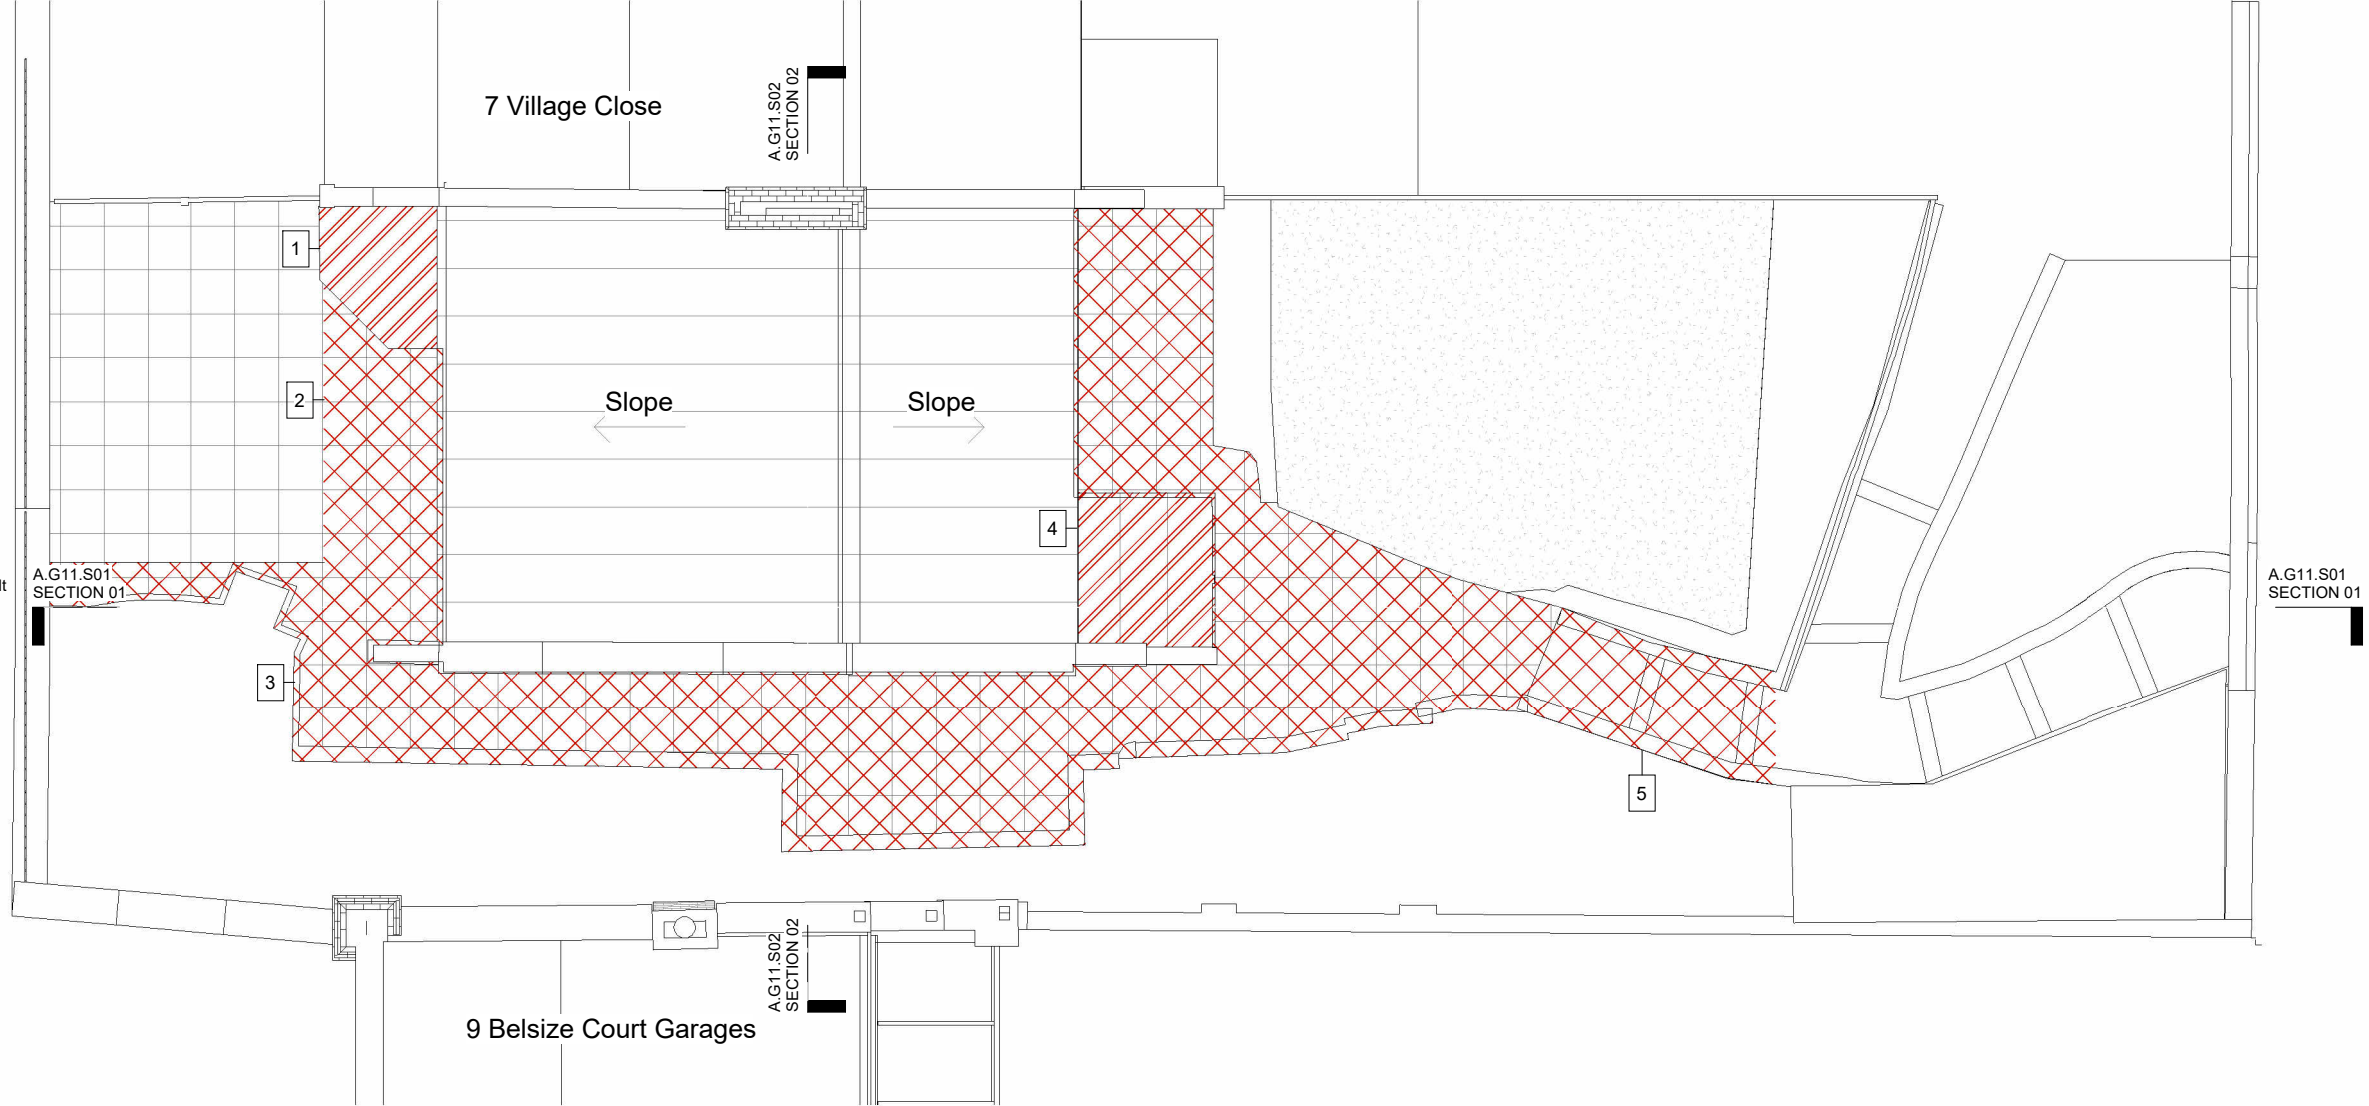 A.G11.S02
SECTION 02
7 Village Close
1
2
Slope
Slope
4
lt
A.G11.S01
SECTION 01
A.G11.S01
SECTION 01
3
5
A.G11.S02
SECTION 02
9 Belsize Court Garages